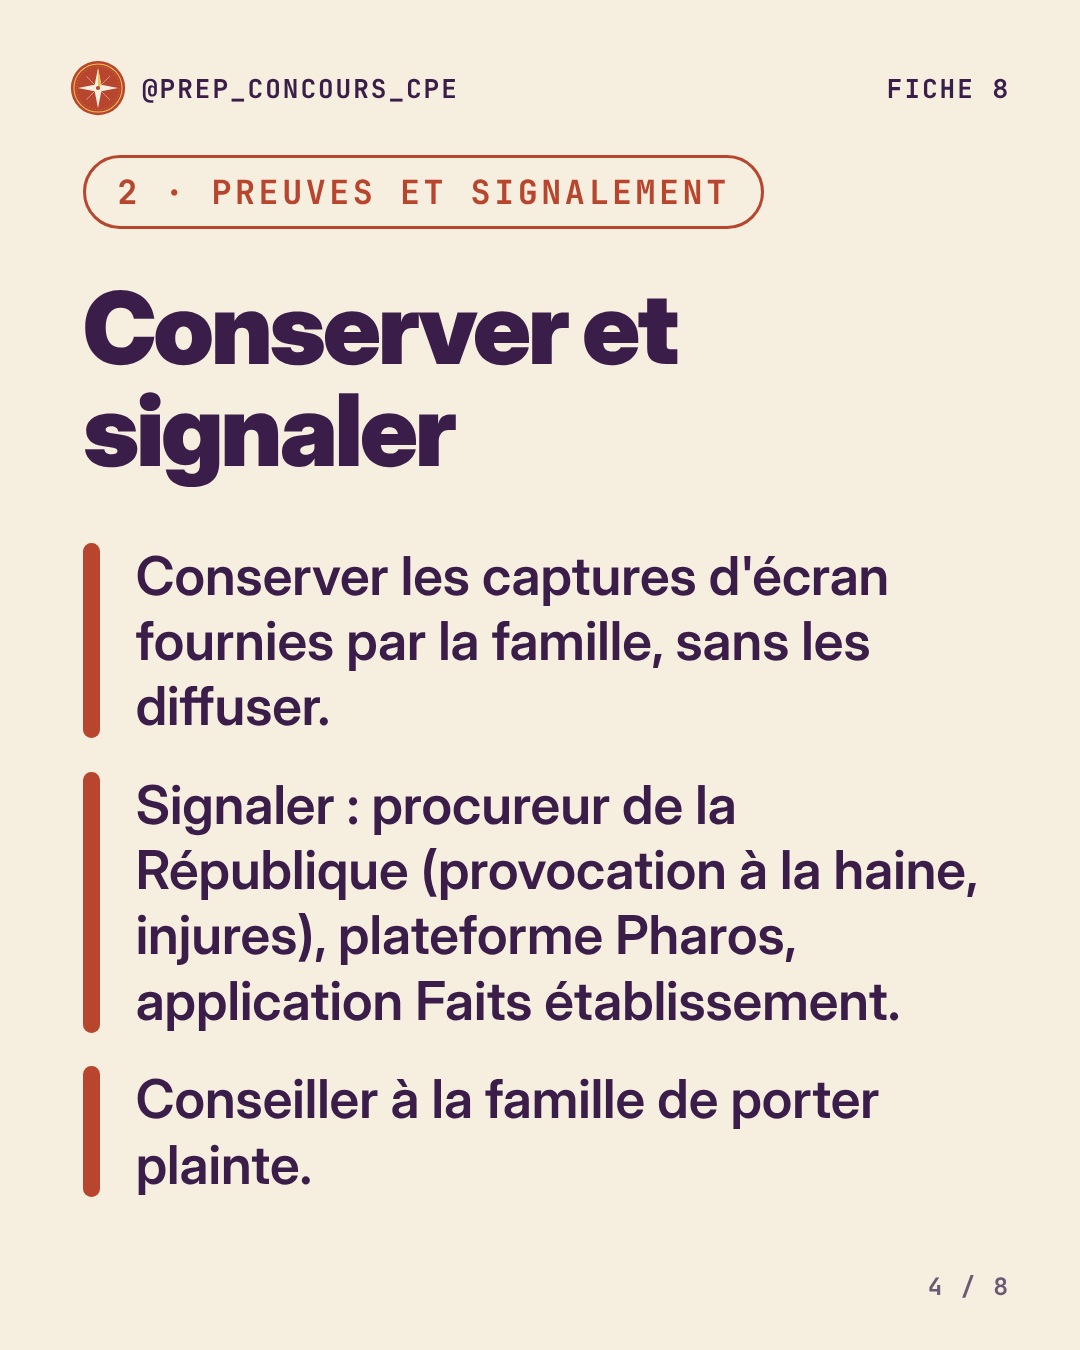 @PREP_CONCOURS_CPE
FICHE 8
2 · PREUVES ET SIGNALEMENT
Conserver et
signaler
Conserver les captures d'écran
fournies par la famille, sans les
diffuser.
Signaler : procureur de la
République (provocation à la haine,
injures), plateforme Pharos,
application Faits établissement.
Conseiller à la famille de porter
plainte.
4 / 8